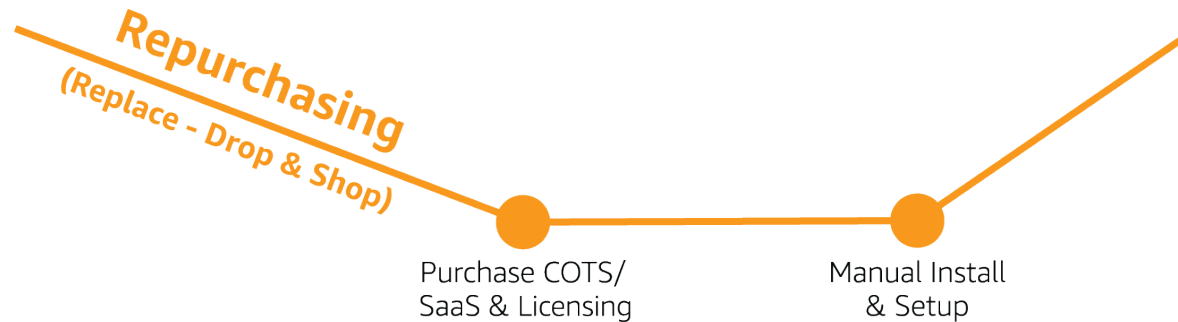 Repurchasing
(Replace - Drop & Shop)
Purchase COTS/
SaaS & Licensing
Manual Install
& Setup